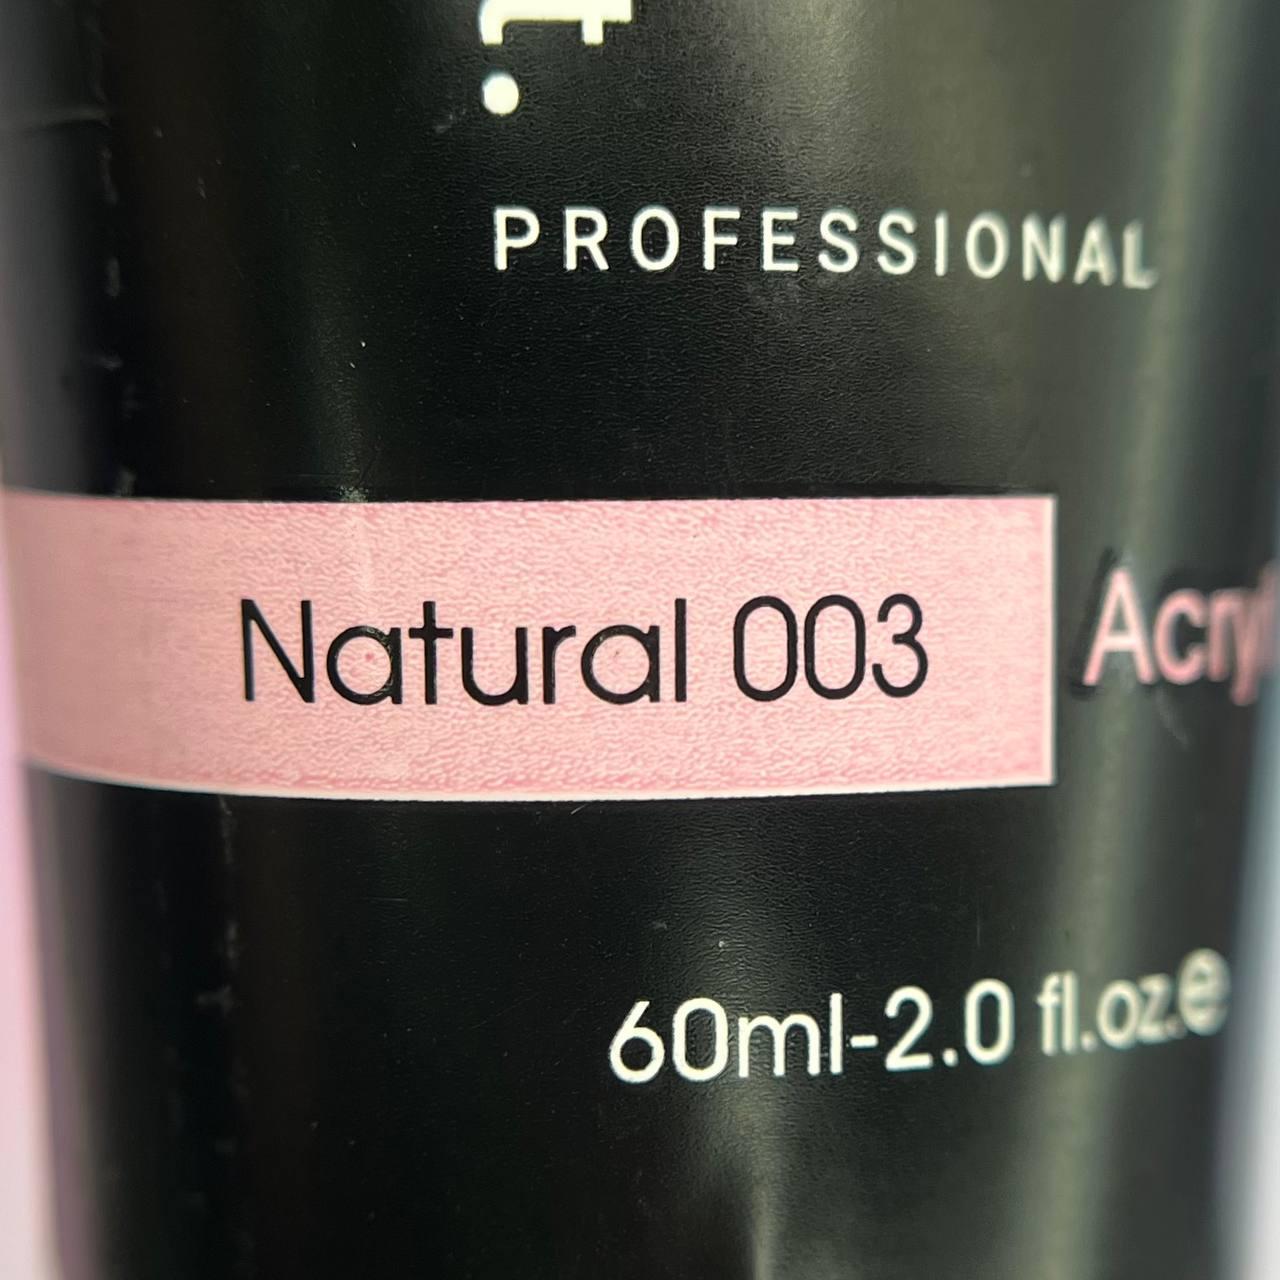 t.
PROFESSIONAL
Natural 003
60ml-2.0 fl.oz.℮